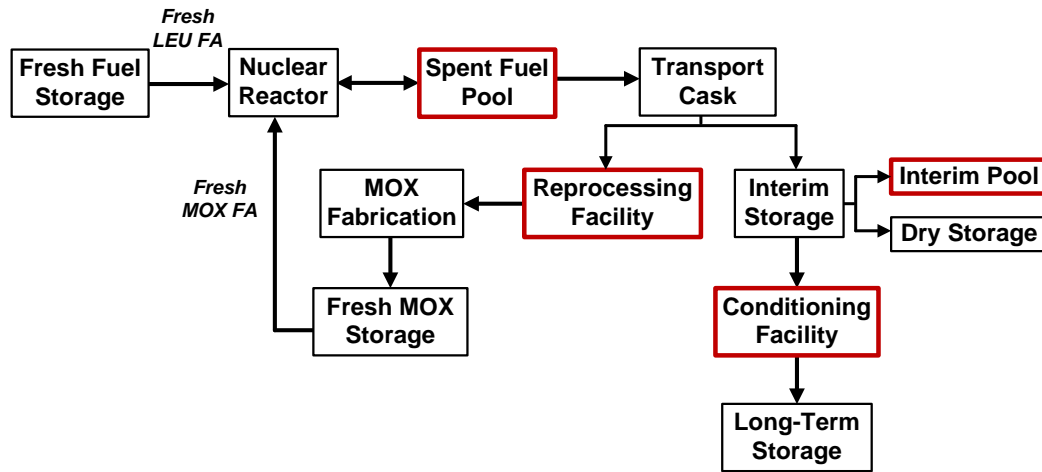 Fresh
LEU FA
Fresh Fuel
Storage
Nuclear
Reactor
Spent Fuel
Pool
Transport
Cask
Fresh
MOX FA
MOX
Fabrication
Reprocessing
Facility
Interim
Storage
Interim Pool
Dry Storage
Fresh MOX
Storage
Conditioning
Facility
Long-Term
Storage